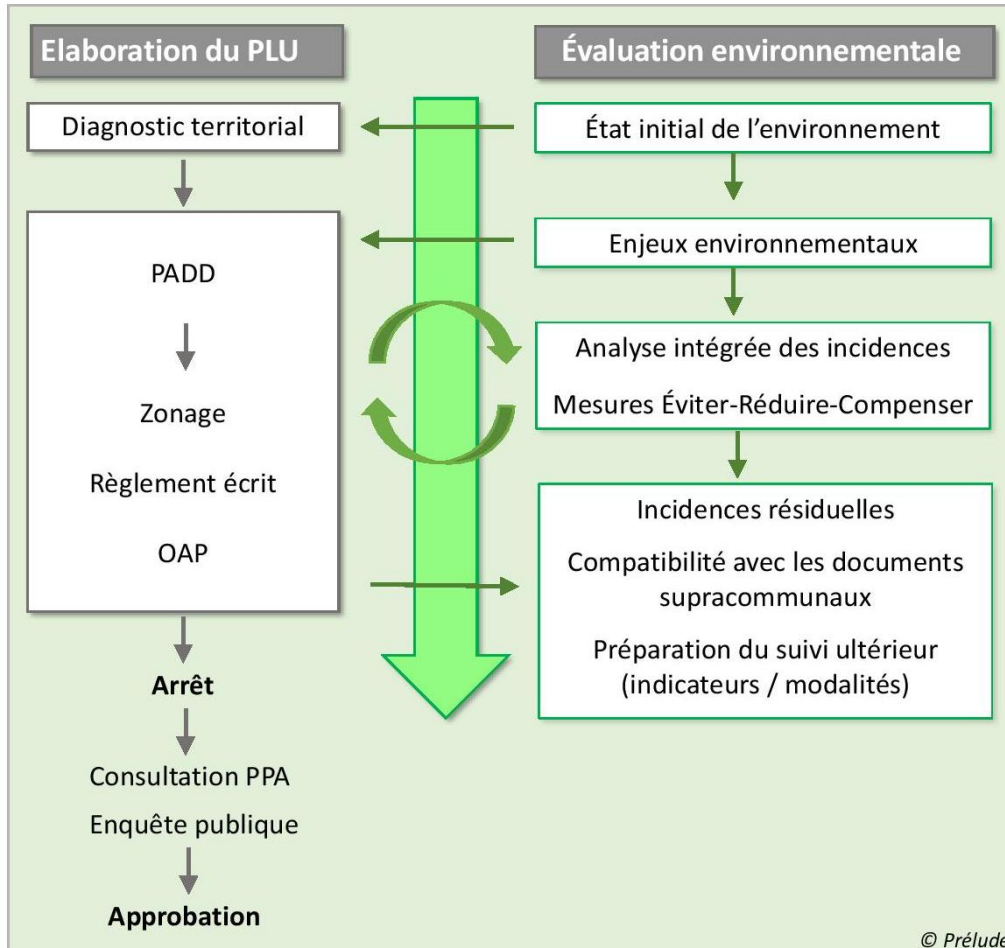 Elaboration du PLU
Diagnostic territorial
PADD
Zonage
Règlement écrit
OAP
Arrêt
Consultation PPA
Enquête publique
Approbation
Évaluation environnementale
État initial de l'environnement
Enjeux environnementaux
Analyse intégrée des incidences
Mesures Éviter-Réduire-Compenser
Incidences résiduelles
Compatibilité avec les documents
supracommunaux
Préparation du suivi ultérieur
(indicateurs / modalités)
© Prélude